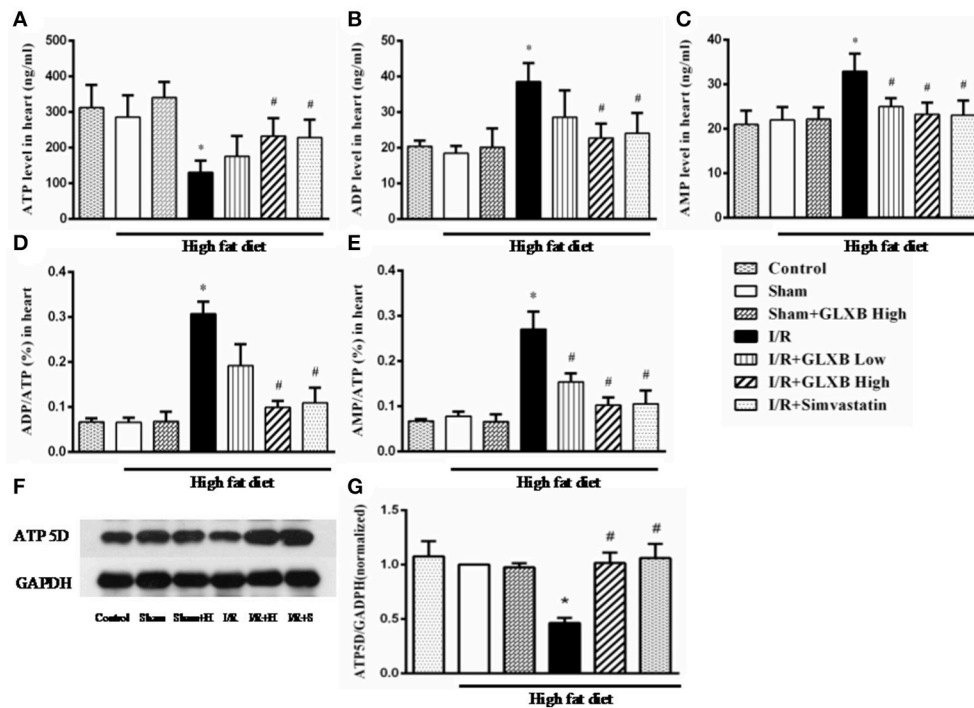 A
ATP level in heart (ng/ml)
500
400
300
200
100
0
*
#
#
High fat diet
B
ADP level in heart (ng/ml)
50
40
30
20
10
0
*
#
#
High fat diet
C
AMP level in heart (ng/ml)
40
30
20
10
0
*
#
#
#
High fat diet
D
ADP/ATP (%) in heart
0.4
0.3
0.2
0.1
0.0
*
#
#
High fat diet
E
AMP/ATP (%) in heart
0.4
0.3
0.2
0.1
0.0
*
#
#
#
High fat diet
Control
Sham
Sham+GLXB High
I/R
I/R+GLXB Low
I/R+GLXB High
I/R+Simvastatin
F
ATP5D
GAPDH
Control Sham Sham+H I/R I/R+H I/R+S
G
ATP5D/GADPH(normalized)
1.5
1.0
0.5
0.0
*
#
#
High fat diet